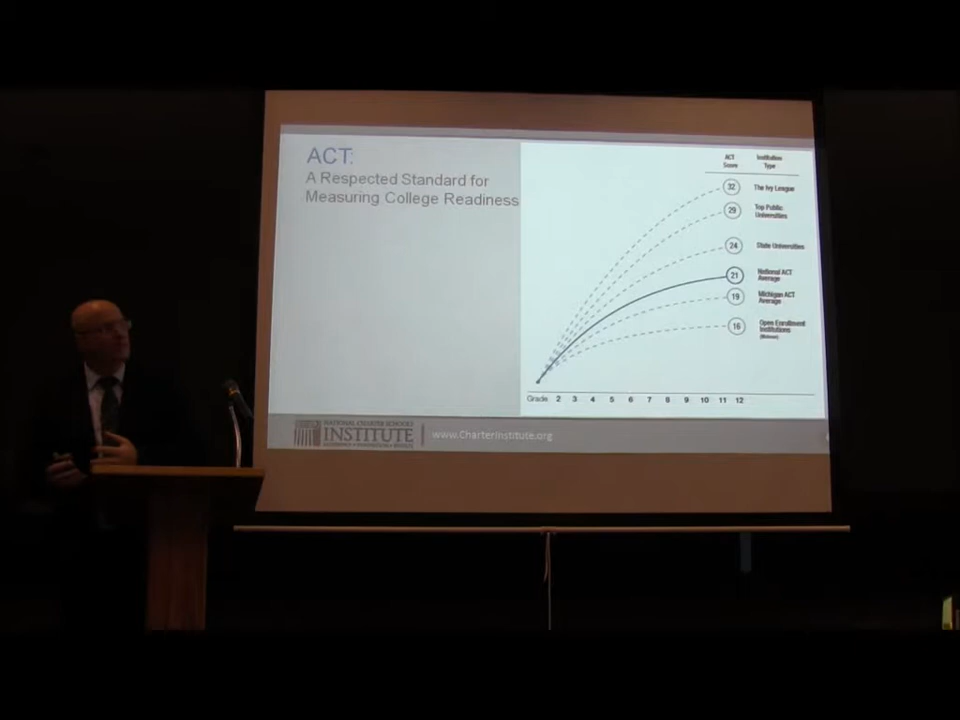 ACT:
A Respected Standard for
Measuring College Readiness
ACT
Score
Institution
Type
32 The Ivy League
29 Top Public
Universities
24 State Universities
21 National ACT
Average
19 Michigan ACT
Average
16 Open Enrollment
Institutions
Grade 2 3 4 5 6 7 8 9 10 11 12
NATIONAL CHARTER SCHOOLS
INSTITUTE
www.CharterInstitute.org